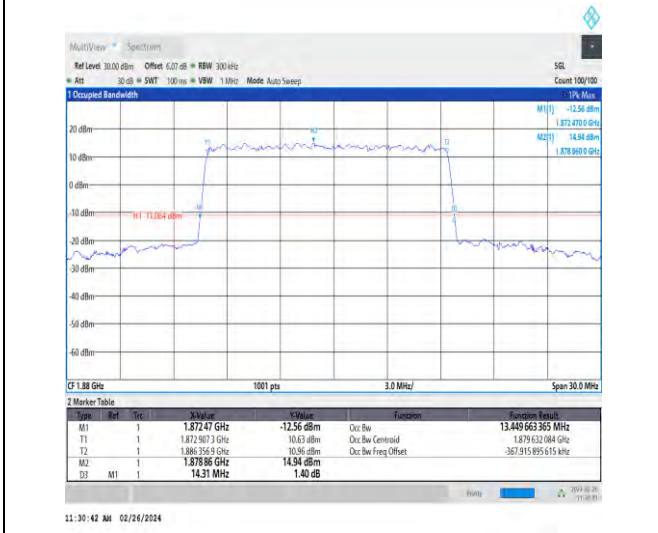 MultiView Spectrum
Ref Level 30.00 dBm Offset 6.07 dB RBW 300 kHz SGL
Att 30 dB SWT 100 ms VBW 1 MHz Mode Auto Sweep Count 100/100
1 Occupied Bandwidth 1Pk Max
M1[1] -12.56 dBm
1.872 470 0 GHz
M2[1] 14.94 dBm
1.878 860 0 GHz
20 dBm
10 dBm
0 dBm
-10 dBm
H1 -11.064 dBm
-20 dBm
-30 dBm
-40 dBm
-50 dBm
-60 dBm
CF 1.88 GHz 1001 pts 3.0 MHz/ Span 30.0 MHz
2 Marker Table
Type Ref Trc X-Value Y-Value Function Function Result
M1 1 1.872 47 GHz -12.56 dBm Occ Bw 13.449 663 365 MHz
T1 1 1.872 907 3 GHz 10.63 dBm Occ Bw Centroid 1.879 632 084 GHz
T2 1 1.886 356 9 GHz 10.96 dBm Occ Bw Freq Offset -367.915 895 615 kHz
M2 1 1.878 86 GHz 14.94 dBm
D3 M1 1 14.31 MHz 1.40 dB
11:30:42 AM 02/26/2024